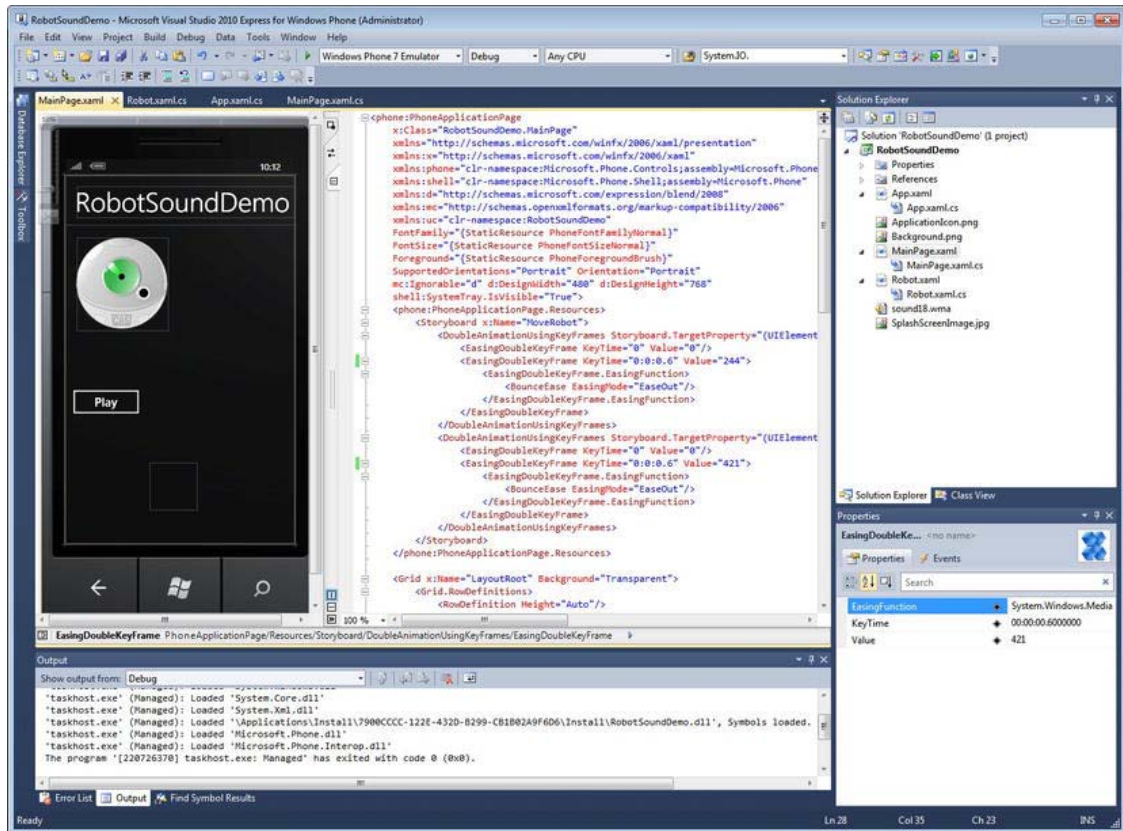 RobotSoundDemo - Microsoft Visual Studio 2010 Express for Windows Phone (Administrator)
File Edit View Project Build Debug Data Tools Window Help
Windows Phone 7 Emulator Debug Any CPU System.IO.
MainPage.xaml Robot.xaml.cs App.xaml.cs MainPage.xaml.cs
Database Explorer
Toolbox
10:12
RobotSoundDemo
Play
<phone:PhoneApplicationPage
x:Class="RobotSoundDemo.MainPage"
xmlns="http://schemas.microsoft.com/winfx/2006/xaml/presentation"
xmlns:x="http://schemas.microsoft.com/winfx/2006/xaml"
xmlns:phone="clr-namespace:Microsoft.Phone.Controls;assembly=Microsoft.Phone
xmlns:shell="clr-namespace:Microsoft.Phone.Shell;assembly=Microsoft.Phone"
xmlns:d="http://schemas.microsoft.com/expression/blend/2008"
xmlns:mc="http://schemas.openxmlformats.org/markup-compatibility/2006"
xmlns:uc="clr-namespace:RobotSoundDemo"
FontFamily="{StaticResource PhoneFontFamilyNormal}"
FontSize="{StaticResource PhoneFontSizeNormal}"
Foreground="{StaticResource PhoneForegroundBrush}"
SupportedOrientations="Portrait" Orientation="Portrait"
mc:Ignorable="d" d:DesignWidth="480" d:DesignHeight="768"
shell:SystemTray.IsVisible="True">
<phone:PhoneApplicationPage.Resources>
<Storyboard x:Name="MoveRobot">
<DoubleAnimationUsingKeyFrames Storyboard.TargetProperty="(UIElement
<EasingDoubleKeyFrame KeyTime="0" Value="0"/>
<EasingDoubleKeyFrame KeyTime="0:0:0.6" Value="244">
<EasingDoubleKeyFrame.EasingFunction>
<BounceEase EasingMode="EaseOut"/>
</EasingDoubleKeyFrame.EasingFunction>
</EasingDoubleKeyFrame>
</DoubleAnimationUsingKeyFrames>
<DoubleAnimationUsingKeyFrames Storyboard.TargetProperty="(UIElement
<EasingDoubleKeyFrame KeyTime="0" Value="0"/>
<EasingDoubleKeyFrame KeyTime="0:0:0.6" Value="421">
<EasingDoubleKeyFrame.EasingFunction>
<BounceEase EasingMode="EaseOut"/>
</EasingDoubleKeyFrame.EasingFunction>
</EasingDoubleKeyFrame>
</DoubleAnimationUsingKeyFrames>
</Storyboard>
</phone:PhoneApplicationPage.Resources>
<Grid x:Name="LayoutRoot" Background="Transparent">
<Grid.RowDefinitions>
<RowDefinition Height="Auto"/>
100 %
EasingDoubleKeyFrame PhoneApplicationPage/Resources/Storyboard/DoubleAnimationUsingKeyFrames/EasingDoubleKeyFrame
Output
Show output from: Debug
'taskhost.exe' (Managed): Loaded 'System.Core.dll'
'taskhost.exe' (Managed): Loaded 'System.Xml.dll'
'taskhost.exe' (Managed): Loaded '\Applications\Install\7900CCCC-122E-432D-B299-CB1B02A9F6D6\Install\RobotSoundDemo.dll', Symbols loaded.
'taskhost.exe' (Managed): Loaded 'Microsoft.Phone.dll'
'taskhost.exe' (Managed): Loaded 'Microsoft.Phone.Interop.dll'
The program '[220726370] taskhost.exe: Managed' has exited with code 0 (0x0).
Error List Output Find Symbol Results
Solution Explorer
Solution 'RobotSoundDemo' (1 project)
RobotSoundDemo
Properties
References
App.xaml
App.xaml.cs
ApplicationIcon.png
Background.png
MainPage.xaml
MainPage.xaml.cs
Robot.xaml
Robot.xaml.cs
sound18.wma
SplashScreenImage.jpg
Solution Explorer Class View
Properties
EasingDoubleKe... <no name>
Properties Events
Search
EasingFunction System.Windows.Media
KeyTime 00:00:00.6000000
Value 421
Ready Ln 28 Col 35 Ch 23 INS